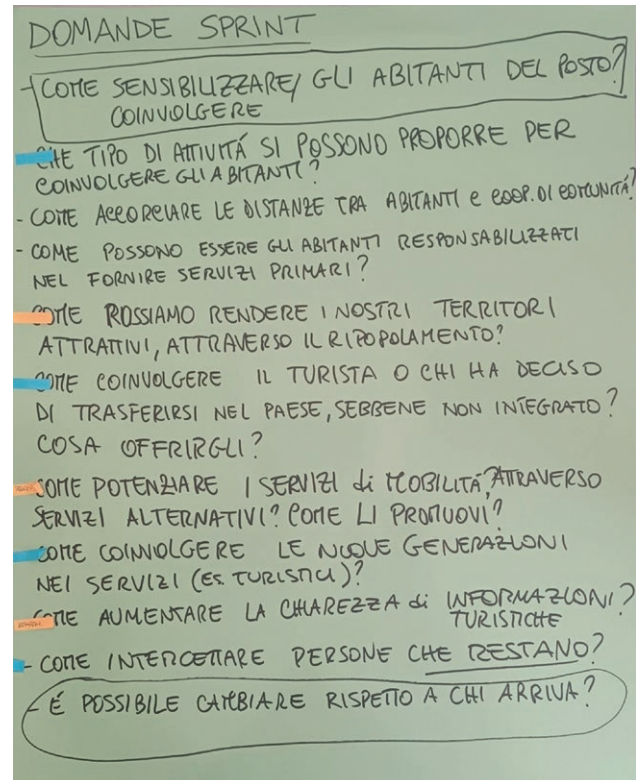 DOMANDE SPRINT
- COME SENSIBILIZZARE/ GLI ABITANTI DEL POSTO?
COINVOLGERE
CHE TIPO DI ATTIVITÁ SI POSSONO PROPORRE PER
COINVOLGERE GLI ABITANTI?
- COME ACCORCIARE LE DISTANZE TRA ABITANTI e COOP. DI COMUNITÁ?
- COME POSSONO ESSERE GLI ABITANTI RESPONSABILIZZATI
NEL FORNIRE SERVIZI PRIMARI?
COME POSSIAMO RENDERE I NOSTRI TERRITORI
ATTRATTIVI, ATTRAVERSO IL RIPOPOLAMENTO?
COME COINVOLGERE IL TURISTA O CHI HA DECISO
DI TRASFERIRSI NEL PAESE, SEBBENE NON INTEGRATO?
COSA OFFRIRGLI?
COME POTENZIARE I SERVIZI di MOBILITÁ, ATTRAVERSO
SERVIZI ALTERNATIVI? COME LI PROMUOVI?
COME COINVOLGERE LE NUOVE GENERAZIONI
NEI SERVIZI (ES. TURISTICI)?
COME AUMENTARE LA CHIAREZZA di INFORMAZIONI?
TURISTICHE
- COME INTERCETTARE PERSONE CHE RESTANO?
- É POSSIBILE CAMBIARE RISPETTO A CHI ARRIVA?